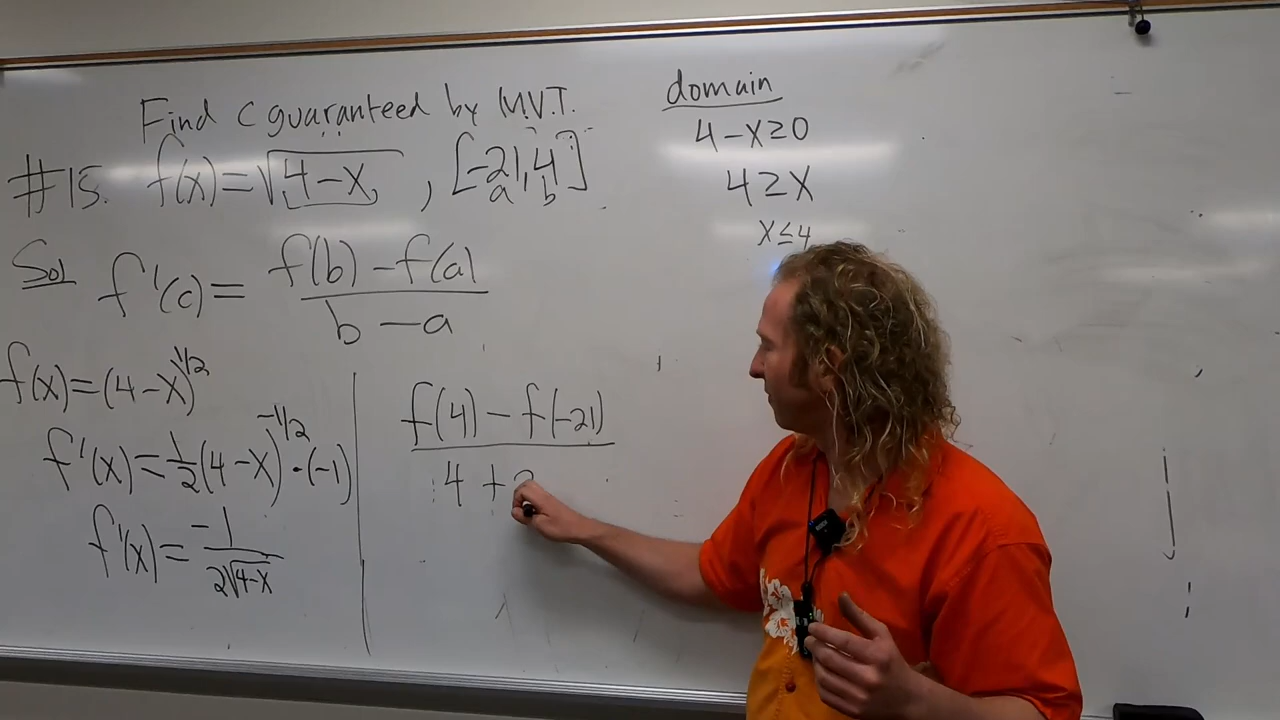 Find c guaranteed by M.V.T.
#15. f(x)=√4-x, [-21,4]
a b
Sol f'(c)= f(b)-f(a) / b-a
f(x)=(4-x)^1/2
f'(x)=1/2(4-x)^-1/2·(-1)
f'(x)= -1 / 2√4-x
f(4)-f(-21)
4+2
domain
4-x≥0
4≥x
x≤4